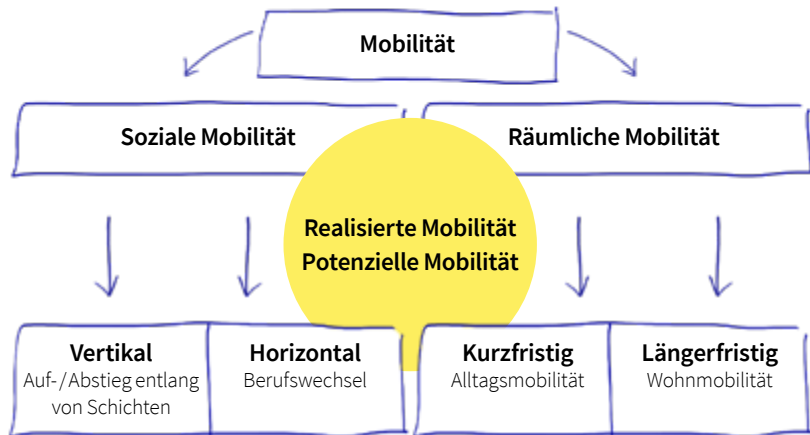 Mobilität
Soziale Mobilität
Räumliche Mobilität
Realisierte Mobilität
Potenzielle Mobilität
Vertikal
Auf-/Abstieg entlang
von Schichten
Horizontal
Berufswechsel
Kurzfristig
Alltagsmobilität
Längerfristig
Wohnmobilität